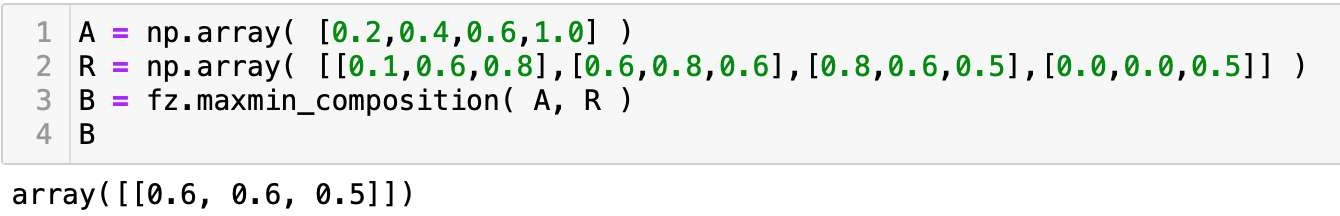 1 A = np.array( [0.2,0.4,0.6,1.0] )
2 R = np.array( [[0.1,0.6,0.8],[0.6,0.8,0.6],[0.8,0.6,0.5],[0.0,0.0,0.5]] )
3 B = fz.maxmin_composition( A, R )
4 B
array([[0.6, 0.6, 0.5]])